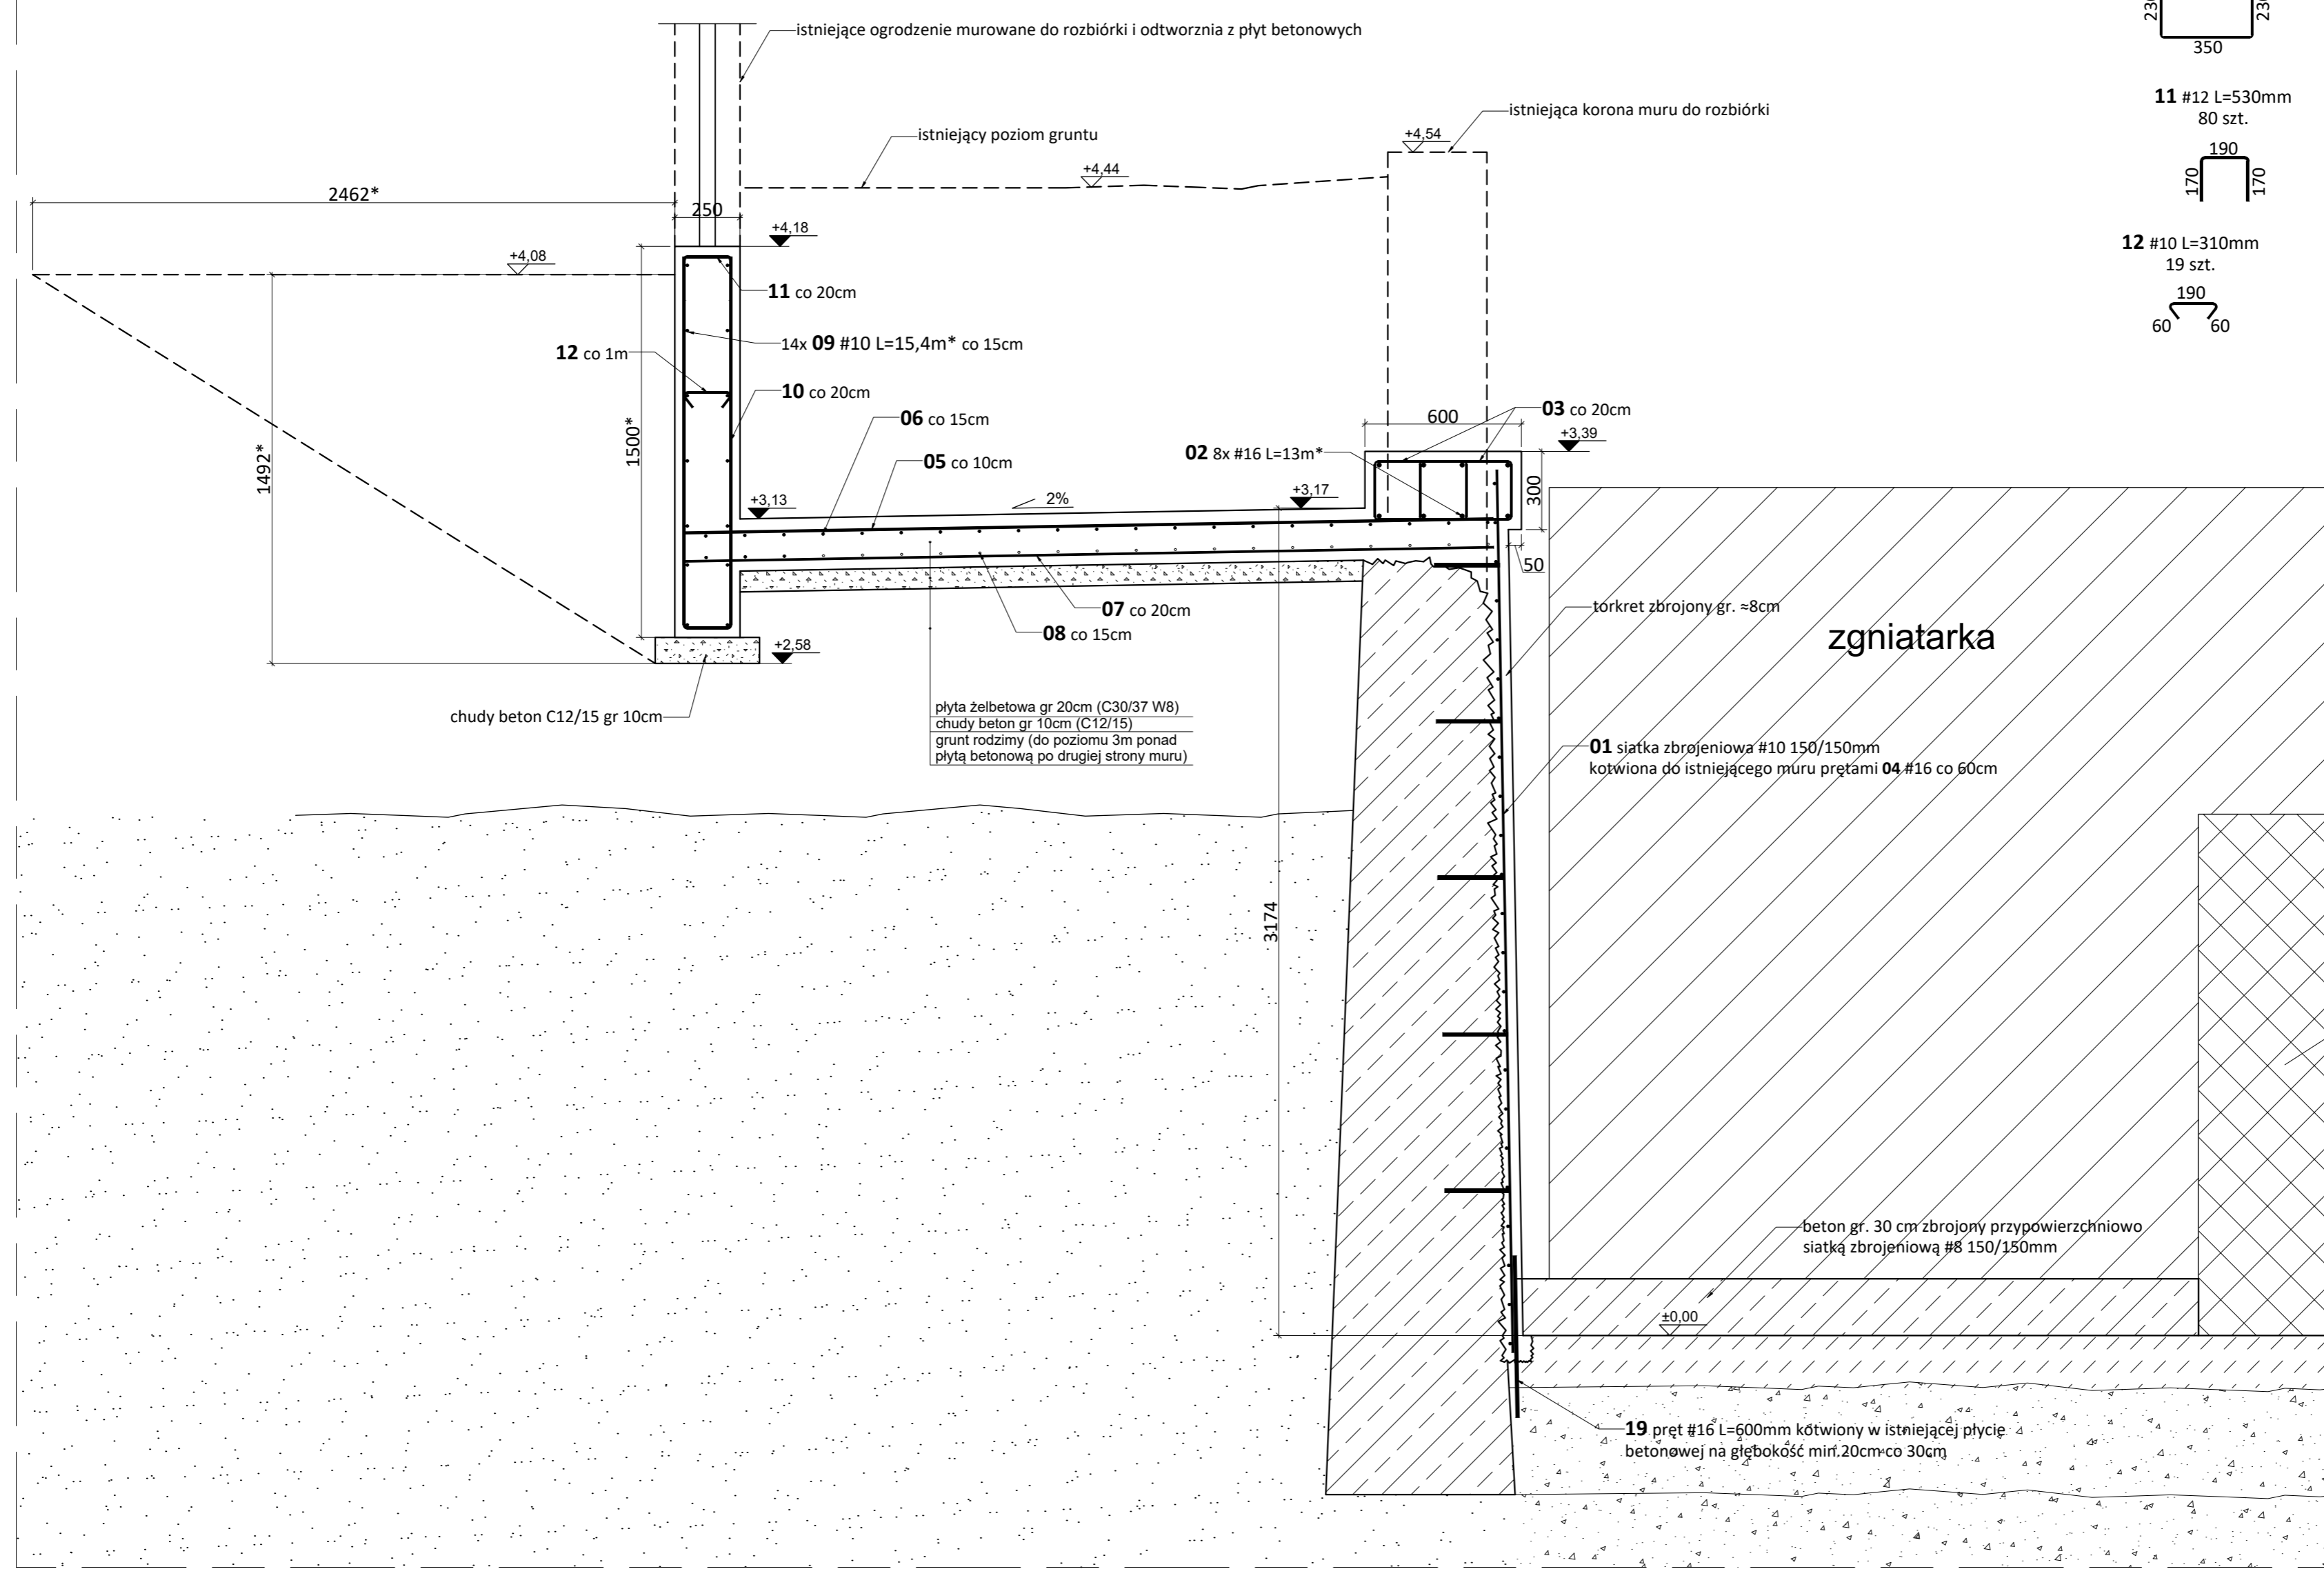 istniejące ogrodzenie murowane do rozbiórki i odtworznia z płyt betonowych
istniejący poziom gruntu
istniejąca korona muru do rozbiórki
+4,54
+4,44
2462*
250
+4,18
+4,08
11 co 20cm
14x 09 #10 L=15,4m* co 15cm
12 co 1m
10 co 20cm
06 co 15cm
05 co 10cm
1492*
1500*
600
03 co 20cm
+3,39
02 8x #16 L=13m*
300
+3,13
2%
+3,17
50
07 co 20cm
08 co 15cm
+2,58
chudy beton C12/15 gr 10cm
płyta żelbetowa gr 20cm (C30/37 W8)
chudy beton gr 10cm (C12/15)
grunt rodzimy (do poziomu 3m ponad
płytą betonową po drugiej strony muru)
torkret zbrojony gr. ≈8cm
zgniatarka
01 siatka zbrojeniowa #10 150/150mm
kotwiona do istniejącego muru prętami 04 #16 co 60cm
3174
beton gr. 30 cm zbrojony przypowierzchniowo
siatką zbrojeniową #8 150/150mm
±0,00
19 pręt #16 L=600mm kotwiony w istniejącej płycie
betonowej na głębokość min.20cm co 30cm
230
230
350
11 #12 L=530mm
80 szt.
190
170
170
12 #10 L=310mm
19 szt.
190
60
60